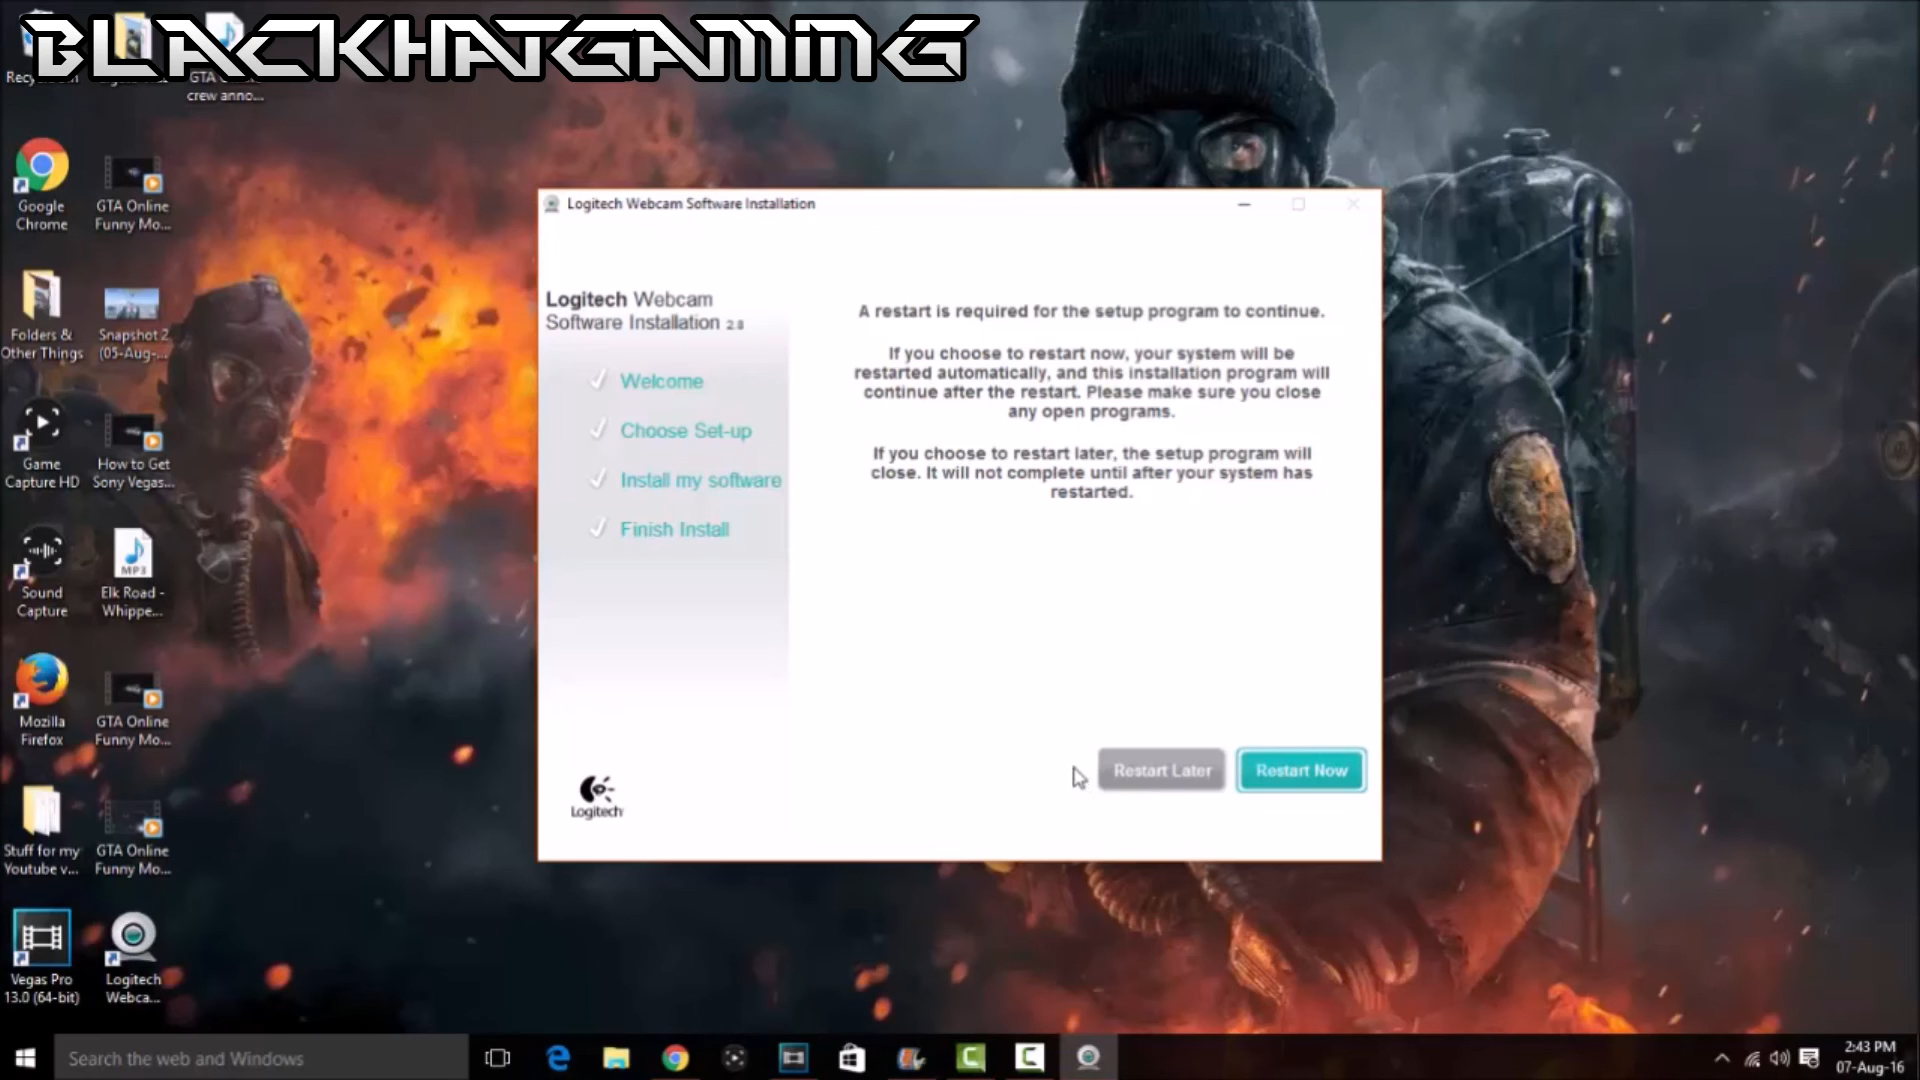 BLACKHATGAMING
crew anno...
Google
Chrome
GTA Online
Funny Mo...
Folders &
Other Things
Snapshot 2
(05-Aug-...
Game
Capture HD
How to Get
Sony Vegas...
Sound
Capture
MP3
Elk Road -
Whippe...
Mozilla
Firefox
GTA Online
Funny Mo...
Stuff for my
Youtube v...
GTA Online
Funny Mo...
Vegas Pro
13.0 (64-bit)
Logitech
Webca...
Logitech Webcam Software Installation
Logitech Webcam
Software Installation 2.8
Welcome
Choose Set-up
Install my software
Finish Install
A restart is required for the setup program to continue.
If you choose to restart now, your system will be
restarted automatically, and this installation program will
continue after the restart. Please make sure you close
any open programs.
If you choose to restart later, the setup program will
close. It will not complete until after your system has
restarted.
Restart Later
Restart Now
Logitech
Search the web and Windows
2:43 PM
07-Aug-16